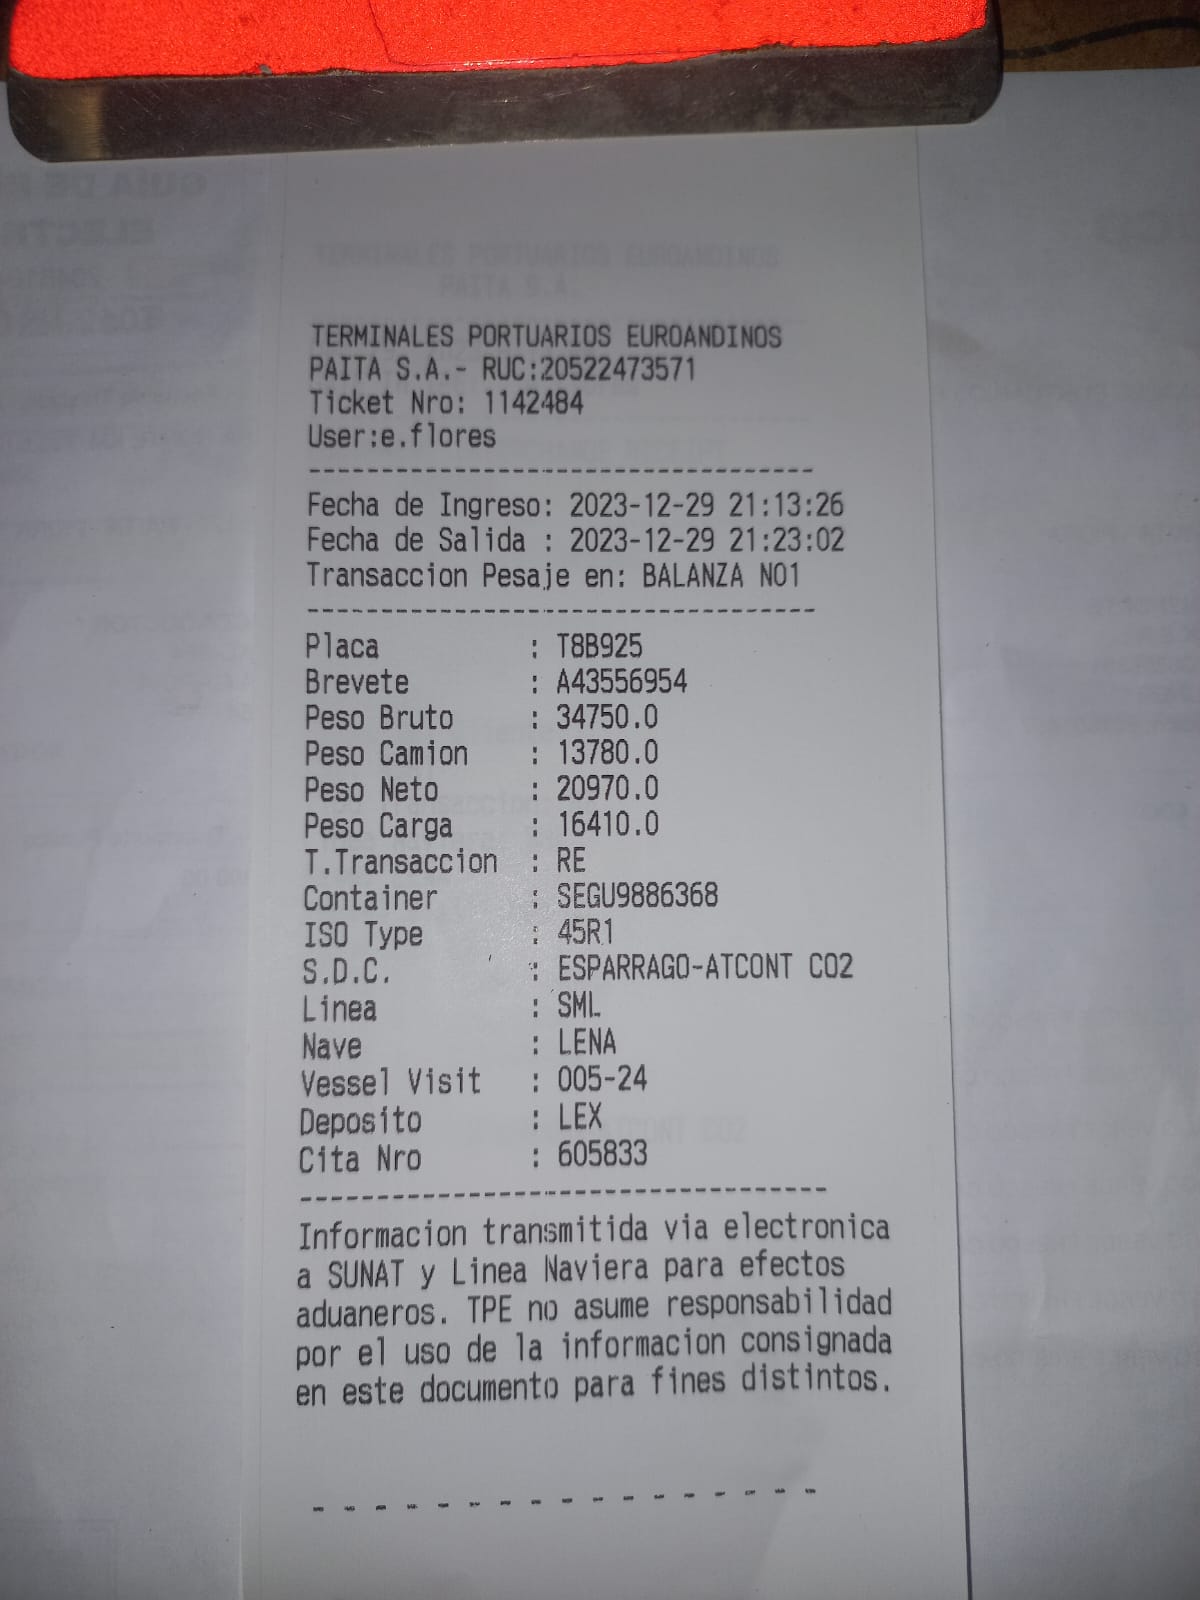 TERMINALES PORTUARIOS EUROANDINOS
PAITA S.A.
TERMINALES PORTUARIOS EUROANDINOS
PAITA S.A.- RUC:20522473571
Ticket Nro: 1142484
User:e.flores
----------------------------------
Fecha de Ingreso: 2023-12-29 21:13:26
Fecha de Salida : 2023-12-29 21:23:02
Transaccion Pesaje en: BALANZA NO1
----------------------------------
Placa : T8B925
Brevete : A43556954
Peso Bruto : 34750.0
Peso Camion : 13780.0
Peso Neto : 20970.0
Peso Carga : 16410.0
T.Transaccion : RE
Container : SEGU9886368
ISO Type : 45R1
S.D.C. : ESPARRAGO-ATCONT CO2
Linea : SML
Nave : LENA
Vessel Visit : 005-24
Deposito : LEX
Cita Nro : 605833
----------------------------------
Informacion transmitida via electronica
a SUNAT y Linea Naviera para efectos
aduaneros. TPE no asume responsabilidad
por el uso de la informacion consignada
en este documento para fines distintos.
- - - - - - - - - - - - - - - - -